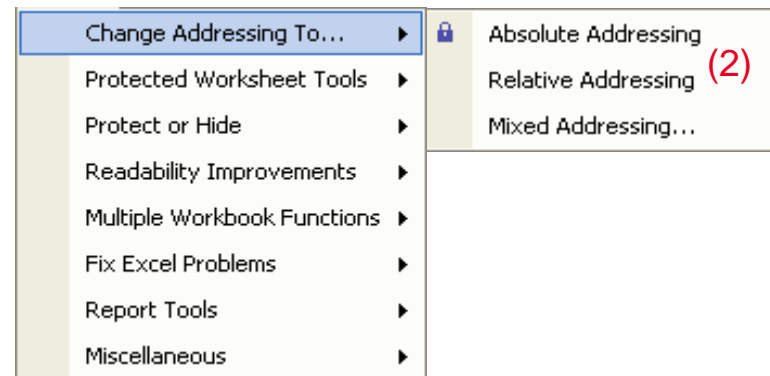 Change Addressing To...
Protected Worksheet Tools
Protect or Hide
Readability Improvements
Multiple Workbook Functions
Fix Excel Problems
Report Tools
Miscellaneous
Absolute Addressing
Relative Addressing
Mixed Addressing...
(2)